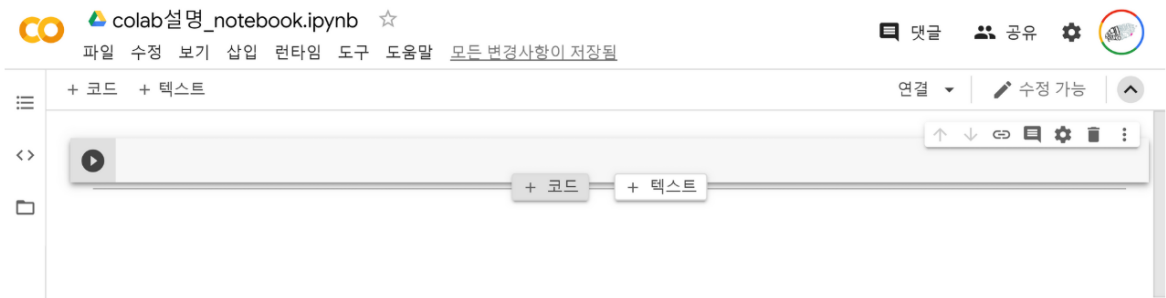 colab설명_notebook.ipynb
댓글 공유
파일 수정 보기 삽입 런타임 도구 도움말 모든 변경사항이 저장됨
+ 코드 + 텍스트 연결 수정 가능
+ 코드 + 텍스트